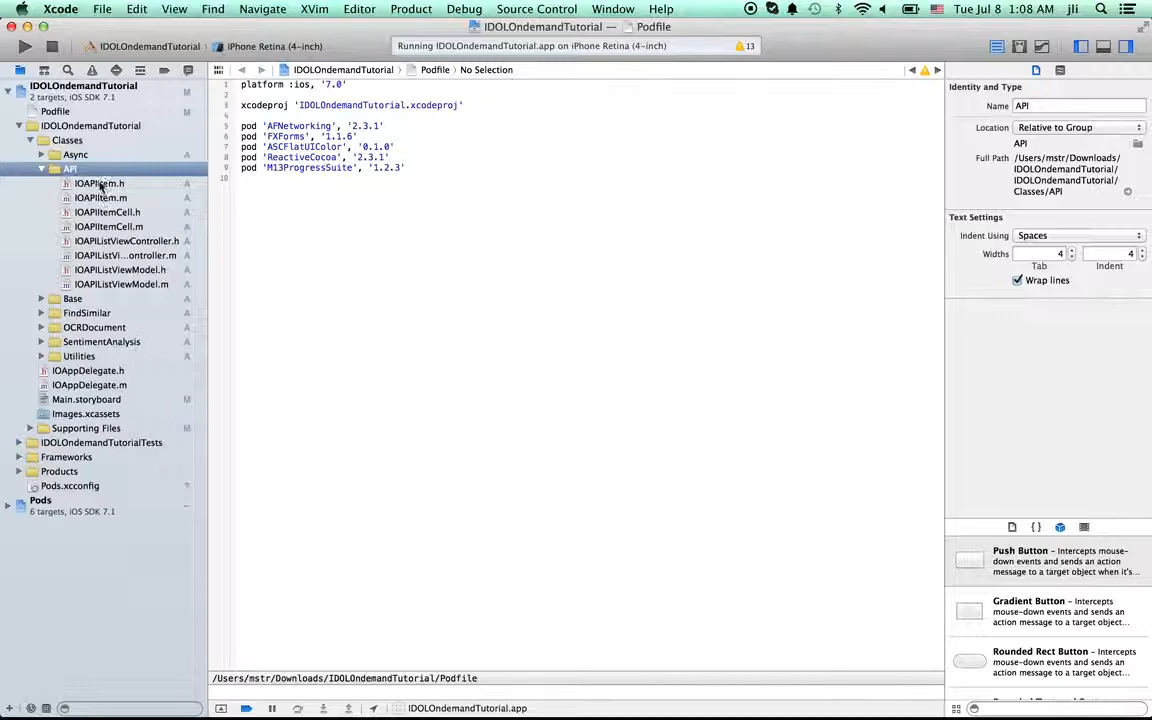 Xcode File Edit View Find Navigate XVim Editor Product Debug Source Control Window Help Tue Jul 8 1:08 AM jli
IDOLOndemandTutorial — Podfile
IDOLOndemandTutorial iPhone Retina (4-inch) Running IDOLOndemandTutorial.app on iPhone Retina (4-inch) 13
IDOLOndemandTutorial Podfile No Selection
IDOLOndemandTutorial M
2 targets, iOS SDK 7.1
Podfile M
IDOLOndemandTutorial
Classes
Async A
API
IOAPIItem.h A
IOAPIItem.m A
IOAPIItemCell.h A
IOAPIItemCell.m A
IOAPIListViewController.h A
IOAPIListVi...ontroller.m A
IOAPIListViewModel.h A
IOAPIListViewModel.m A
Base A
FindSimilar A
OCRDocument A
SentimentAnalysis A
Utilities A
IOAppDelegate.h A
IOAppDelegate.m A
Main.storyboard M
Images.xcassets
Supporting Files M
IDOLOndemandTutorialTests
Frameworks
Products
Pods.xcconfig ?
Pods
6 targets, iOS SDK 7.1
1 platform :ios, '7.0'
2
3 xcodeproj 'IDOLOndemandTutorial.xcodeproj'
4
5 pod 'AFNetworking', '2.3.1'
6 pod 'FXForms', '1.1.6'
7 pod 'ASCFlatUIColor', '0.1.0'
8 pod 'ReactiveCocoa', '2.3.1'
9 pod 'M13ProgressSuite', '1.2.3'
10
/Users/mstr/Downloads/IDOLOndemandTutorial/Podfile
IDOLOndemandTutorial.app
Identity and Type
Name API
Location Relative to Group
API
Full Path /Users/mstr/Downloads/
IDOLOndemandTutorial/
IDOLOndemandTutorial/
Classes/API
Text Settings
Indent Using Spaces
Widths 4 4
Tab Indent
Wrap lines
{ }
Push Button – Intercepts mouse-
down events and sends an action
message to a target object when it's...
Gradient Button – Intercepts
mouse-down events and sends an
action message to a target object...
Rounded Rect Button – Intercepts
mouse-down events and sends an
action message to a target object...